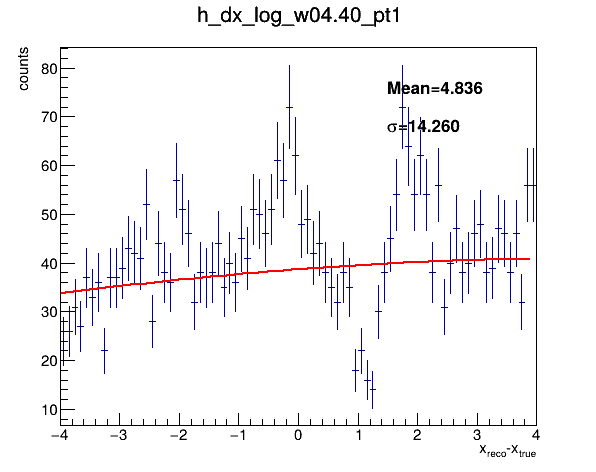 h_dx_log_w04.40_pt1
counts
80
70
60
50
40
30
20
10
Mean=4.836
σ=14.260
−4 −3 −2 −1 0 1 2 3 4
xreco-xtrue